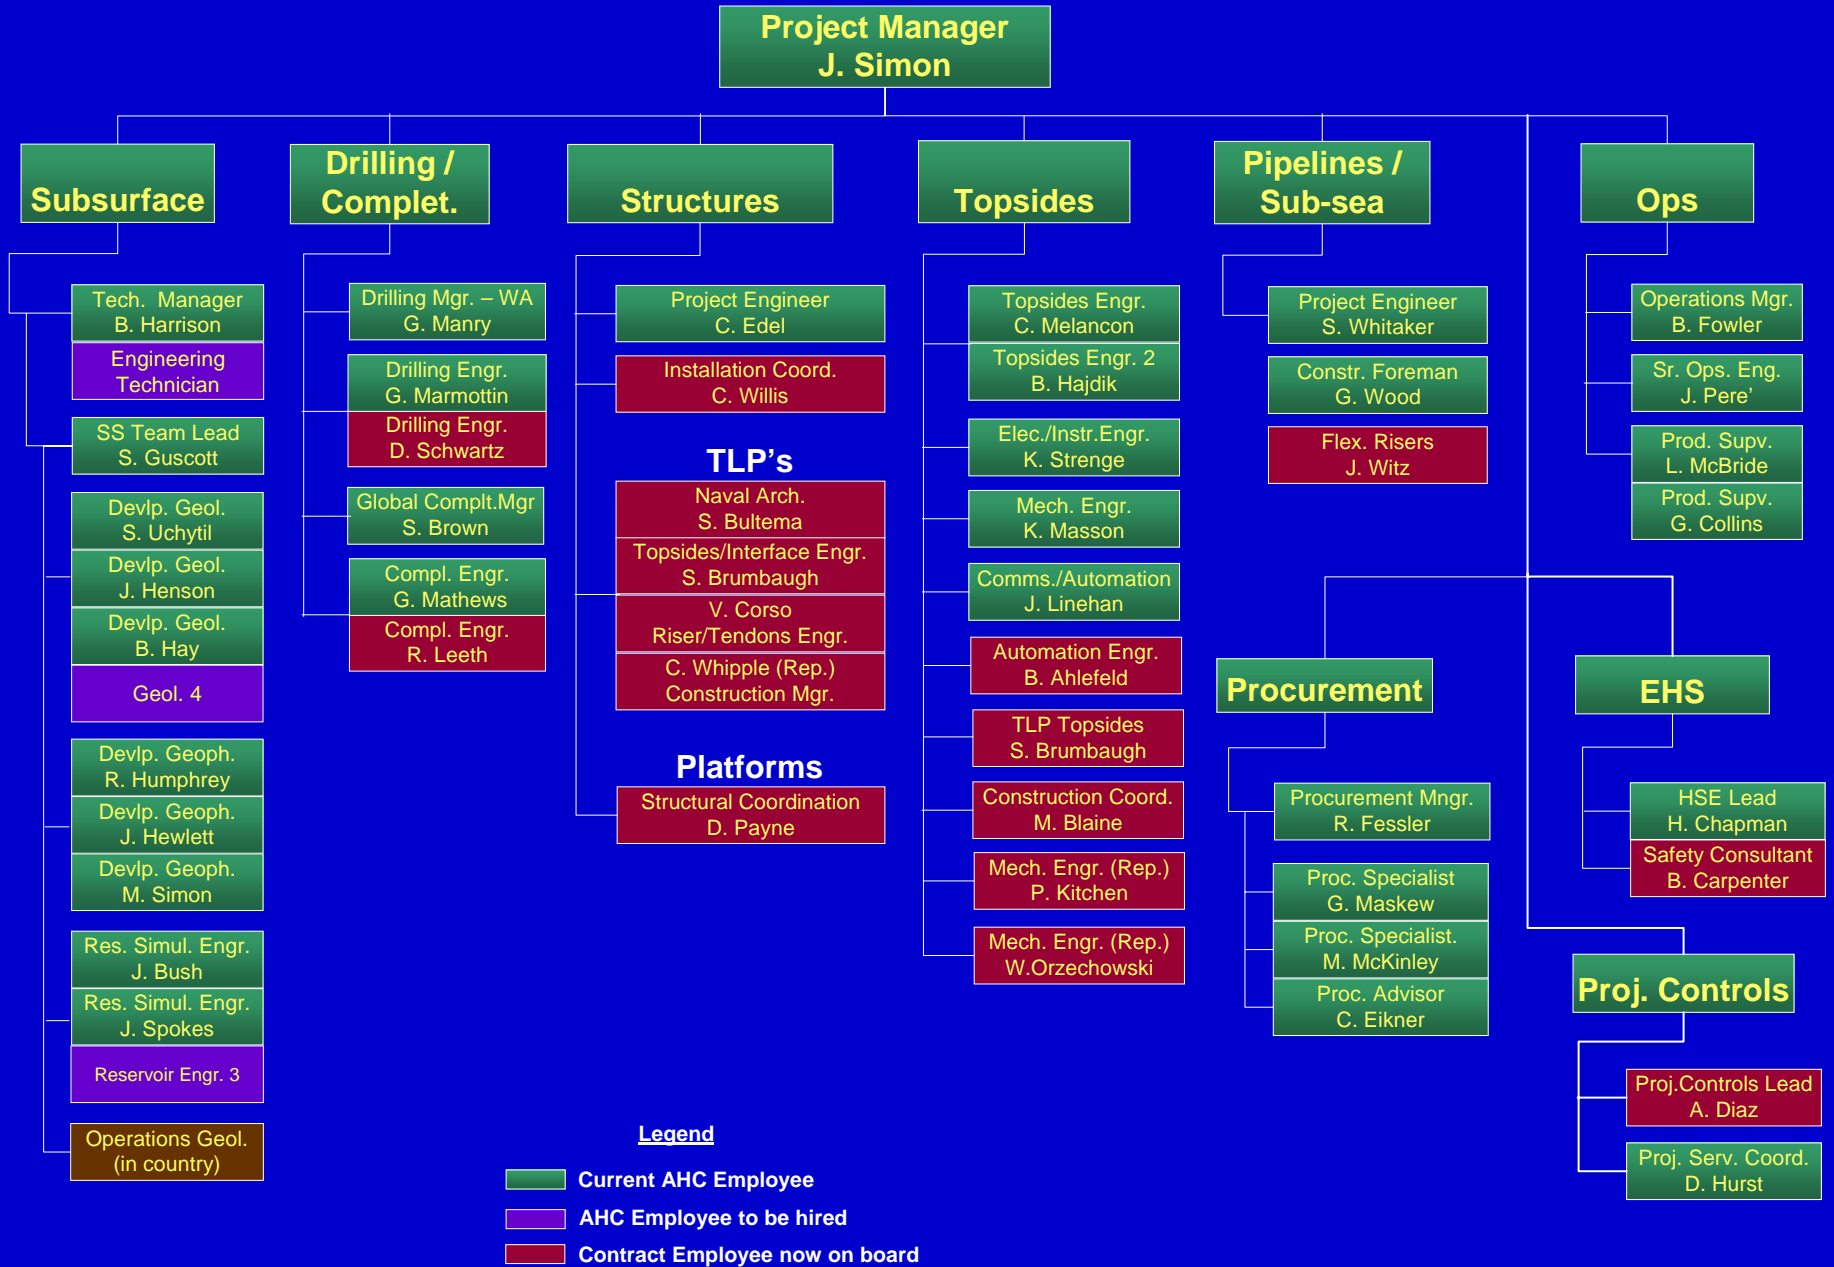 Project Manager
J. Simon
Subsurface
Tech.  Manager
B. Harrison
Engineering
Technician
SS Team Lead
S. Guscott
Devlp. Geol.
S. Uchytil
Devlp. Geol.
J. Henson
Devlp. Geol.
B. Hay
Geol. 4
Devlp. Geoph.
R. Humphrey
Devlp. Geoph.
J. Hewlett
Devlp. Geoph.
M. Simon
Res. Simul. Engr.
J. Bush
Res. Simul. Engr.
J. Spokes
Reservoir Engr. 3
Operations Geol.
(in country)
Drilling /
Complet.
Drilling Mgr. – WA
G. Manry
Drilling Engr.
G. Marmottin
Drilling Engr.
D. Schwartz
Global Complt.Mgr
S. Brown
Compl. Engr.
G. Mathews
Compl. Engr.
R. Leeth
Structures
Project Engineer
C. Edel
Installation Coord.
C. Willis
TLP's
Naval Arch.
S. Bultema
Topsides/Interface Engr.
S. Brumbaugh
V. Corso
Riser/Tendons Engr.
C. Whipple (Rep.)
Construction Mgr.
Platforms
Structural Coordination
D. Payne
Topsides
Topsides Engr.
C. Melancon
Topsides Engr. 2
B. Hajdik
Elec./Instr.Engr.
K. Strenge
Mech. Engr.
K. Masson
Comms./Automation
J. Linehan
Automation Engr.
B. Ahlefeld
TLP Topsides
S. Brumbaugh
Construction Coord.
M. Blaine
Mech. Engr. (Rep.)
P. Kitchen
Mech. Engr. (Rep.)
W.Orzechowski
Pipelines /
Sub-sea
Project Engineer
S. Whitaker
Constr. Foreman
G. Wood
Flex. Risers
J. Witz
Ops
Operations Mgr.
B. Fowler
Sr. Ops. Eng.
J. Pere'
Prod. Supv.
L. McBride
Prod. Supv.
G. Collins
Procurement
Procurement Mngr.
R. Fessler
Proc. Specialist
G. Maskew
Proc. Specialist.
M. McKinley
Proc. Advisor
C. Eikner
EHS
HSE Lead
H. Chapman
Safety Consultant
B. Carpenter
Proj. Controls
Proj.Controls Lead
A. Diaz
Proj. Serv. Coord.
D. Hurst
Legend
Current AHC Employee
AHC Employee to be hired
Contract Employee now on board